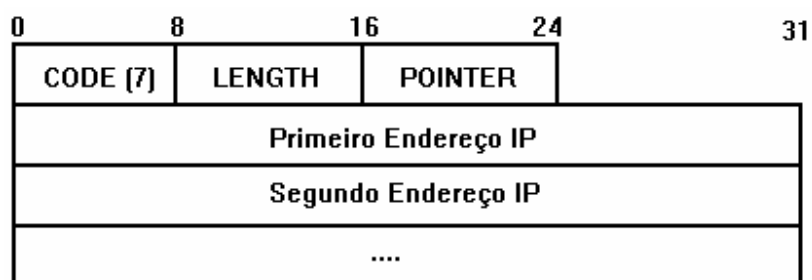 0 8 16 24 31
CODE (7) LENGTH POINTER
Primeiro Endereço IP
Segundo Endereço IP
....